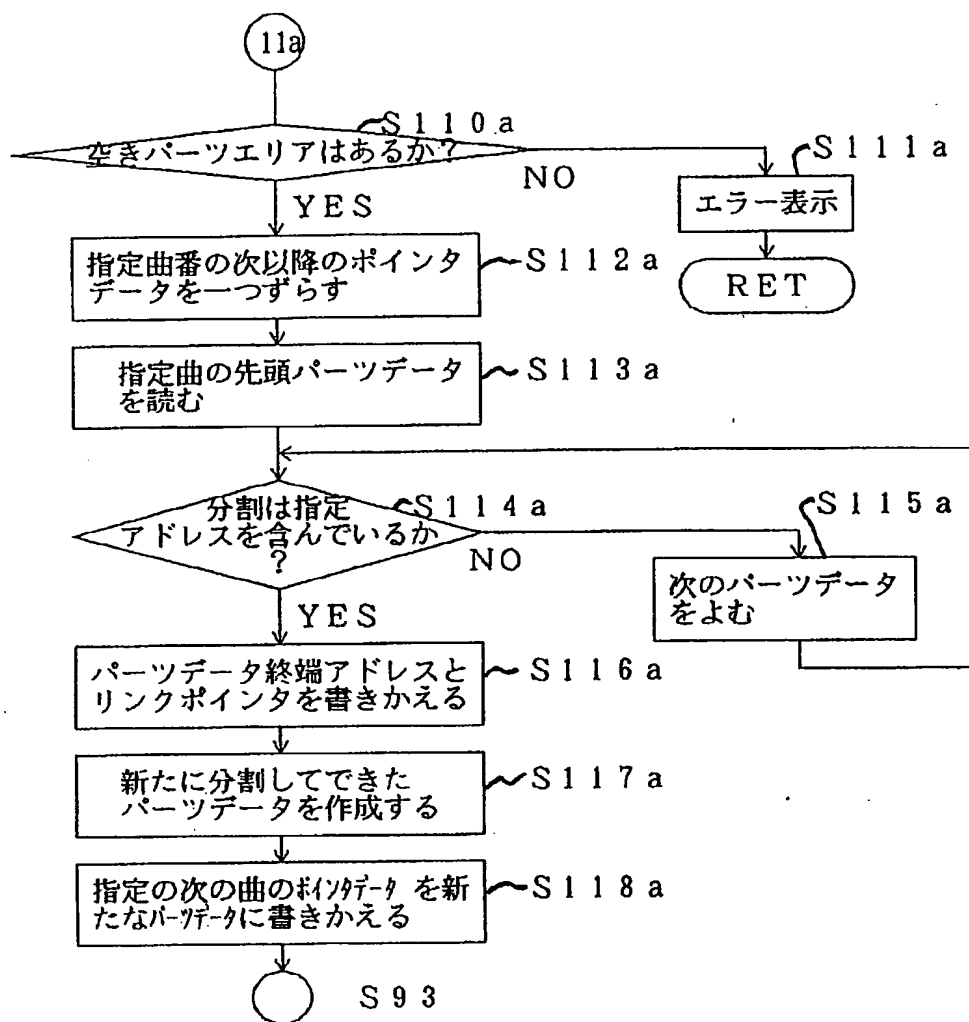 11a
S110a
空きパーツエリアはあるか?
NO
S111a
エラー表示
RET
YES
指定曲番の次以降のポインタ
データを一つずらす
S112a
指定曲の先頭パーツデータ
を読む
S113a
分割は指定
アドレスを含んでいるか
?
S114a
NO
S115a
次のパーツデータ
をよむ
YES
パーツデータ終端アドレスと
リンクポインタを書きかえる
S116a
新たに分割してできた
パーツデータを作成する
S117a
指定の次の曲のポインタデータ を新
たなパーツデータに書きかえる
S118a
S93